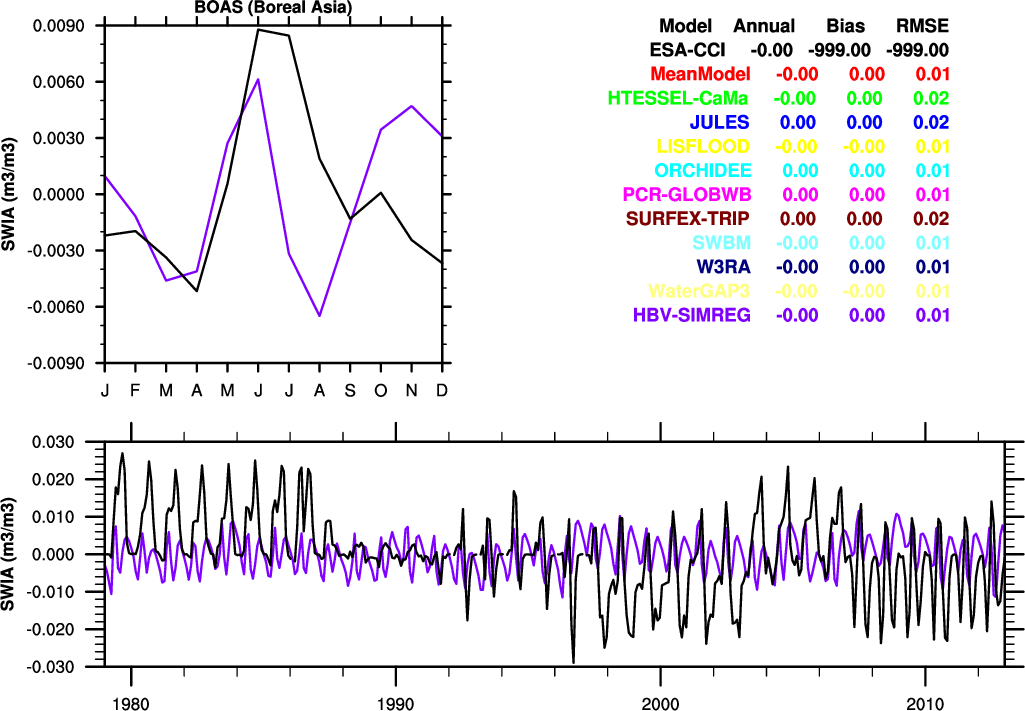 BOAS (Boreal Asia)
0.0090
0.0060
0.0030
0.0000
-0.0030
-0.0060
-0.0090
SWIA (m3/m3)
J F M A M J J A S O N D
Model Annual Bias RMSE
ESA-CCI -0.00 -999.00 -999.00
MeanModel -0.00 0.00 0.01
HTESSEL-CaMa -0.00 0.00 0.02
JULES 0.00 0.00 0.02
LISFLOOD -0.00 -0.00 0.01
ORCHIDEE 0.00 0.00 0.01
PCR-GLOBWB 0.00 0.00 0.01
SURFEX-TRIP 0.00 0.00 0.02
SWBM -0.00 0.00 0.01
W3RA -0.00 0.00 0.01
WaterGAP3 -0.00 -0.00 0.01
HBV-SIMREG -0.00 0.00 0.01
0.030
0.020
0.010
0.000
-0.010
-0.020
-0.030
SWIA (m3/m3)
1980 1990 2000 2010